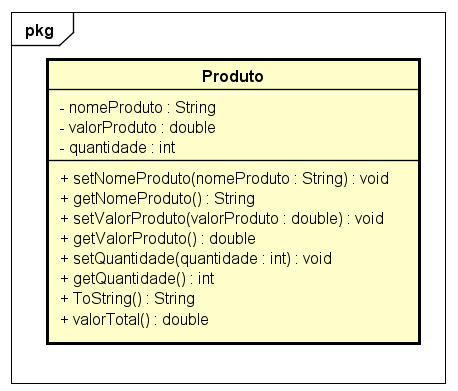 pkg
Produto
- nomeProduto : String
- valorProduto : double
- quantidade : int
+ setNomeProduto(nomeProduto : String) : void
+ getNomeProduto() : String
+ setValorProduto(valorProduto : double) : void
+ getValorProduto() : double
+ setQuantidade(quantidade : int) : void
+ getQuantidade() : int
+ ToString() : String
+ valorTotal() : double